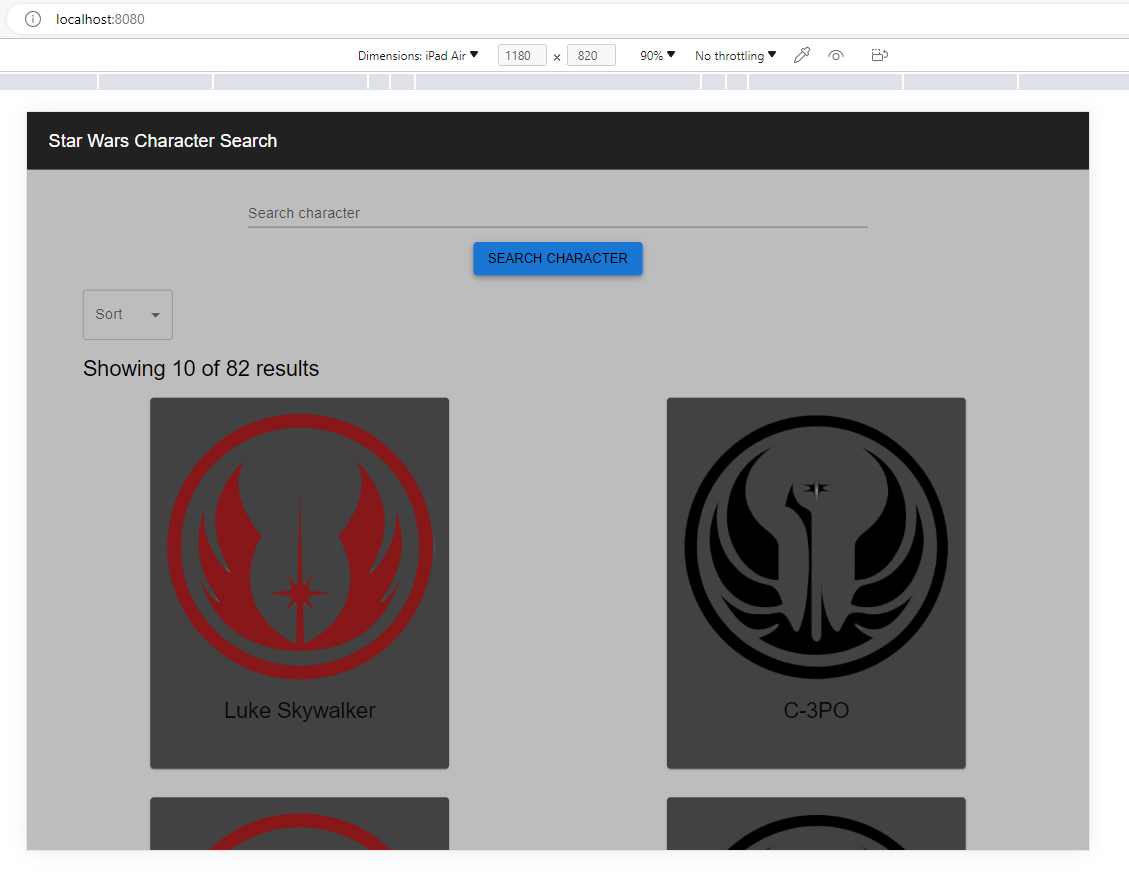 localhost:8080
Dimensions: iPad Air 1180 x 820 90% No throttling
Star Wars Character Search
Search character
SEARCH CHARACTER
Sort
Showing 10 of 82 results
Luke Skywalker C-3PO